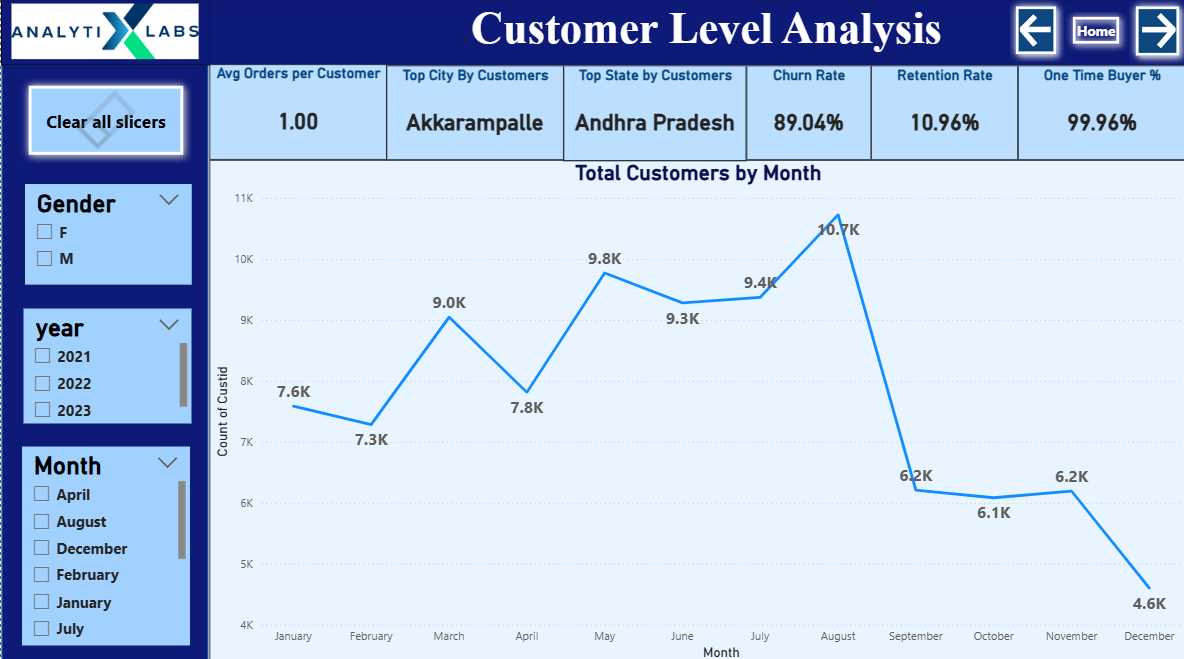 ANALYTIX LABS
Customer Level Analysis
Home
Clear all slicers
Avg Orders per Customer
1.00
Top City By Customers
Akkarampalle
Top State by Customers
Andhra Pradesh
Churn Rate
89.04%
Retention Rate
10.96%
One Time Buyer %
99.96%
Gender
F
M
year
2021
2022
2023
Month
April
August
December
February
January
July
Total Customers by Month
Count of Custid
11K
10K
9K
8K
7K
6K
5K
4K
7.6K
7.3K
9.0K
7.8K
9.8K
9.3K
9.4K
10.7K
6.2K
6.1K
6.2K
4.6K
January February March April May June July August September October November December
Month